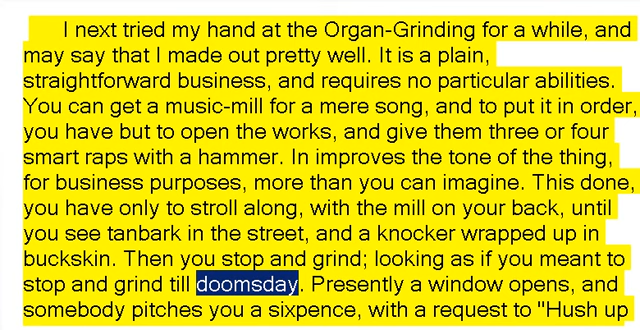 I next tried my hand at the Organ-Grinding for a while, and
may say that I made out pretty well. It is a plain,
straightforward business, and requires no particular abilities.
You can get a music-mill for a mere song, and to put it in order,
you have but to open the works, and give them three or four
smart raps with a hammer. In improves the tone of the thing,
for business purposes, more than you can imagine. This done,
you have only to stroll along, with the mill on your back, until
you see tanbark in the street, and a knocker wrapped up in
buckskin. Then you stop and grind; looking as if you meant to
stop and grind till doomsday. Presently a window opens, and
somebody pitches you a sixpence, with a request to "Hush up